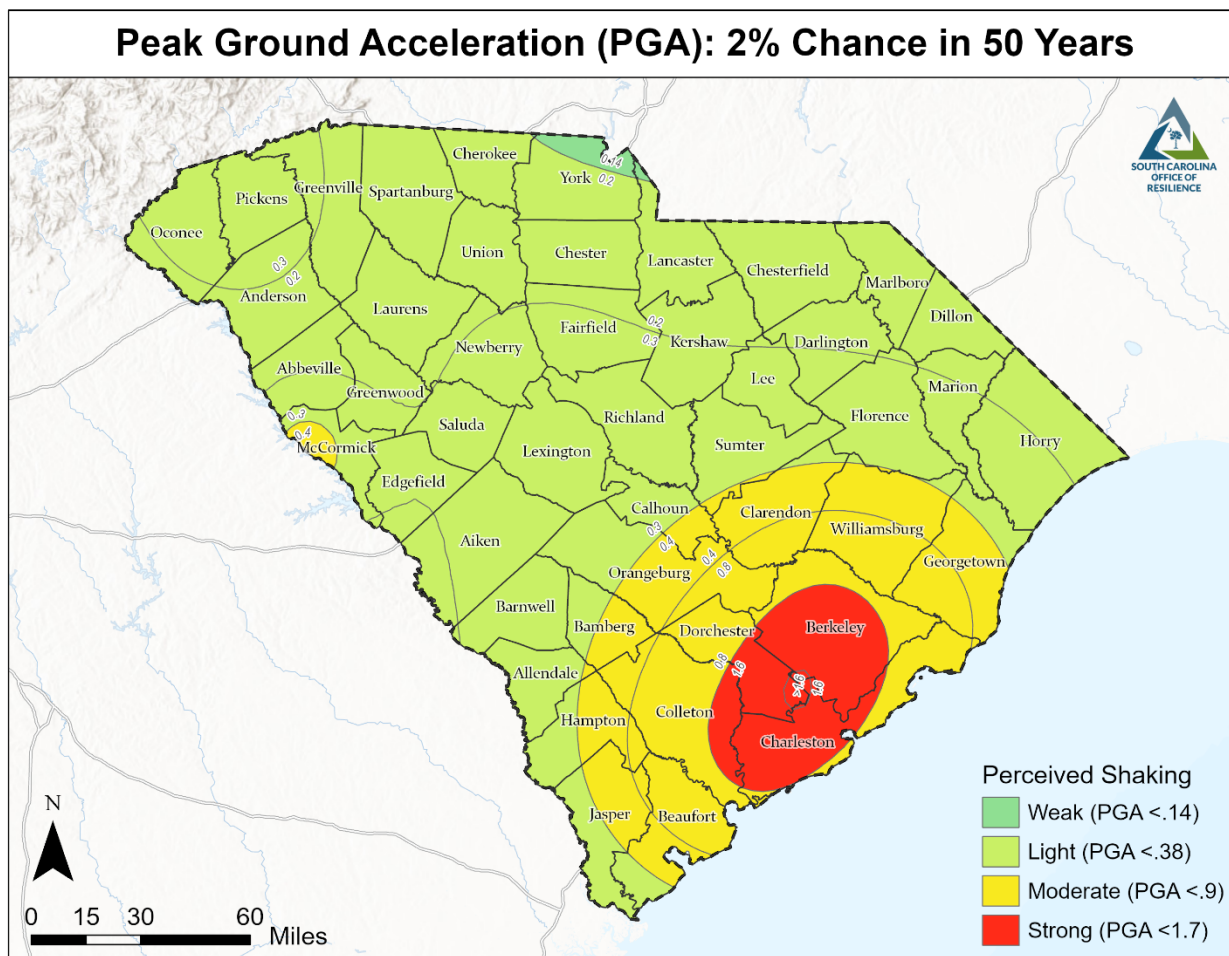 Peak Ground Acceleration (PGA): 2% Chance in 50 Years
SOUTH CAROLINA
OFFICE OF
RESILIENCE
Cherokee
0.14
York
0.2
Greenville
Spartanburg
Pickens
Oconee
Union
Chester
Lancaster
Chesterfield
Marlboro
0.3
0.2
Anderson
Laurens
Dillon
Fairfield
0.2
0.3
Kershaw
Darlington
Newberry
Abbeville
Greenwood
Lee
Marion
0.3
0.4
McCormick
Saluda
Richland
Florence
Lexington
Sumter
Horry
Edgefield
Calhoun
Clarendon
0.3
0.4
Williamsburg
Aiken
0.4
0.8
Orangeburg
Georgetown
Barnwell
Bamberg
Dorchester
Berkeley
Allendale
0.8
1.6
>1.6
1.6
Hampton
Colleton
Charleston
Jasper
Beaufort
N
0 15 30 60
Miles
Perceived Shaking
Weak (PGA <.14)
Light (PGA <.38)
Moderate (PGA <.9)
Strong (PGA <1.7)